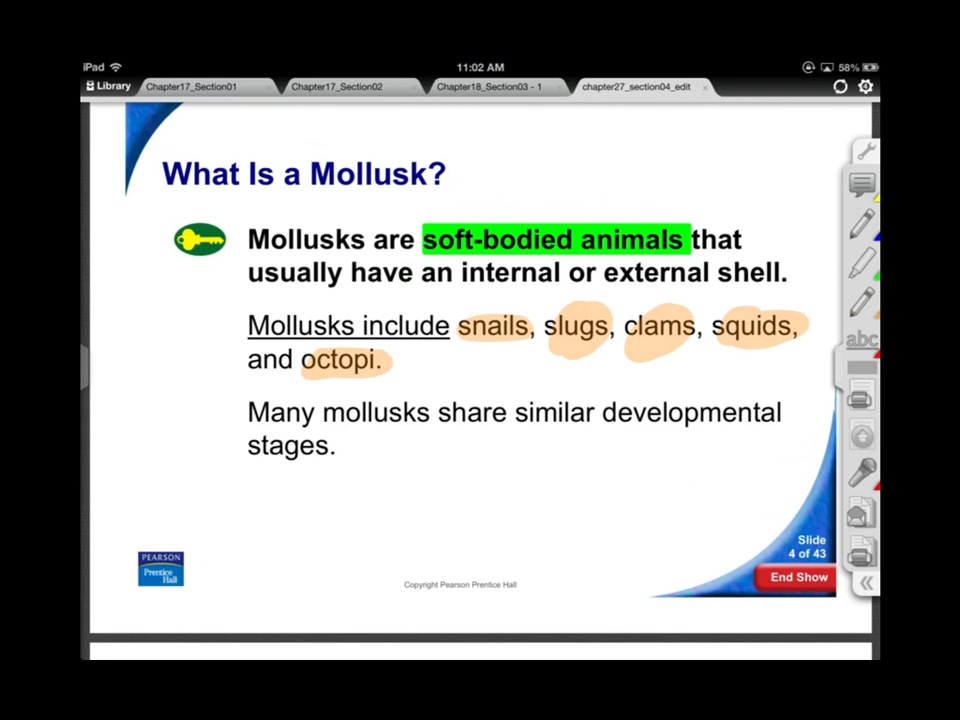 iPad
11:02 AM
58%
Library
Chapter17_Section01
Chapter17_Section02
Chapter18_Section03 - 1
chapter27_section04_edit
What Is a Mollusk?
Mollusks are soft-bodied animals that
usually have an internal or external shell.
Mollusks include snails, slugs, clams, squids,
and octopi.
Many mollusks share similar developmental
stages.
abc
PEARSON
Prentice
Hall
Copyright Pearson Prentice Hall
Slide
4 of 43
End Show